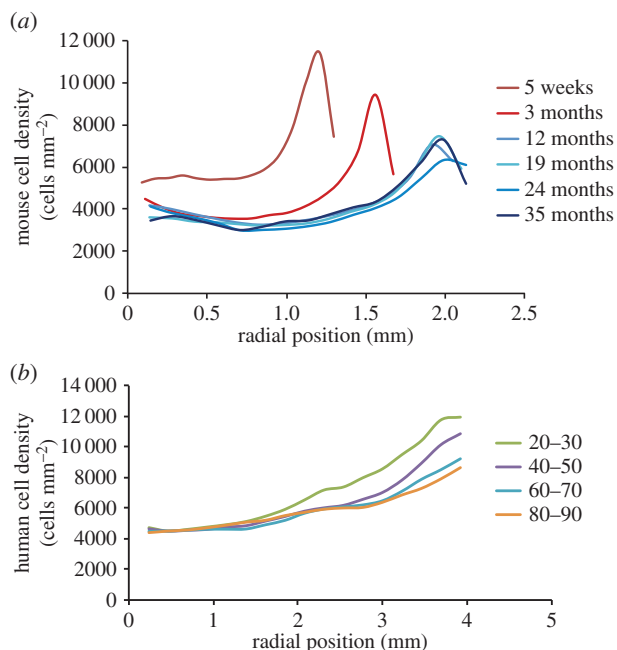 (a)
12 000
10 000
8000
6000
4000
2000
0
mouse cell density
(cells mm−2)
0
0.5
1.0
1.5
2.0
2.5
radial position (mm)
5 weeks
3 months
12 months
19 months
24 months
35 months
(b)
14 000
12 000
10 000
8000
6000
4000
2000
0
human cell density
(cells mm−2)
0
1
2
3
4
5
radial position (mm)
20–30
40–50
60–70
80–90